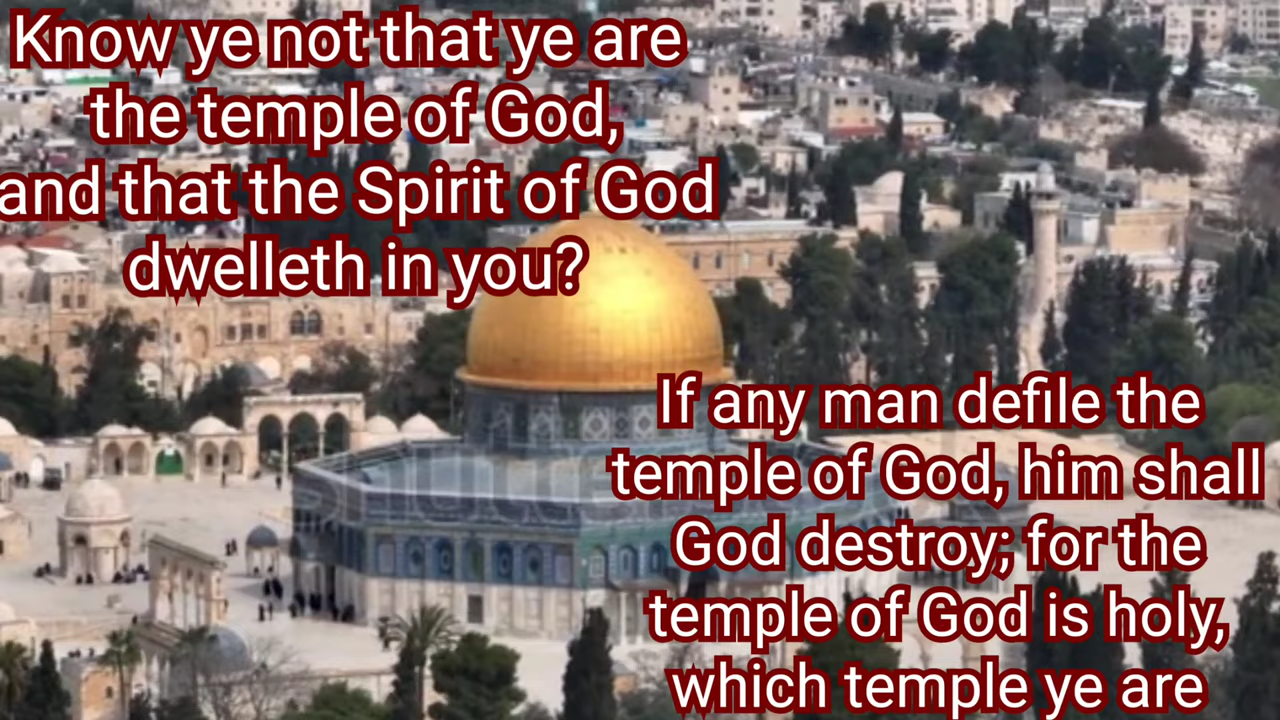 Know ye not that ye are
the temple of God,
and that the Spirit of God
dwelleth in you?
If any man defile the
temple of God, him shall
God destroy; for the
temple of God is holy,
which temple ye are